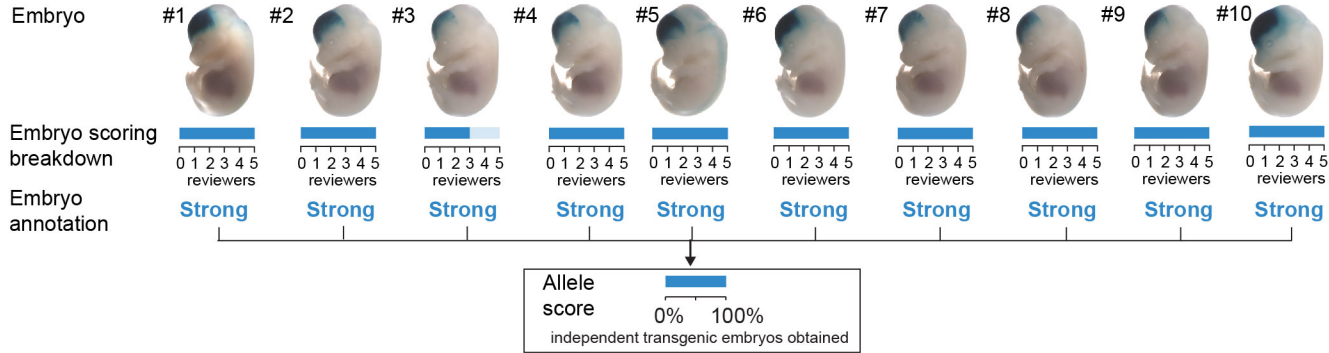 Embryo #1 #2 #3 #4 #5 #6 #7 #8 #9 #10
Embryo scoring
breakdown
0 1 2 3 4 5 0 1 2 3 4 5 0 1 2 3 4 5 0 1 2 3 4 5 0 1 2 3 4 5 0 1 2 3 4 5 0 1 2 3 4 5 0 1 2 3 4 5 0 1 2 3 4 5 0 1 2 3 4 5
reviewers reviewers reviewers reviewers reviewers reviewers reviewers reviewers reviewers reviewers
Embryo
annotation
Strong Strong Strong Strong Strong Strong Strong Strong Strong Strong
Allele
score
0% 100%
independent transgenic embryos obtained